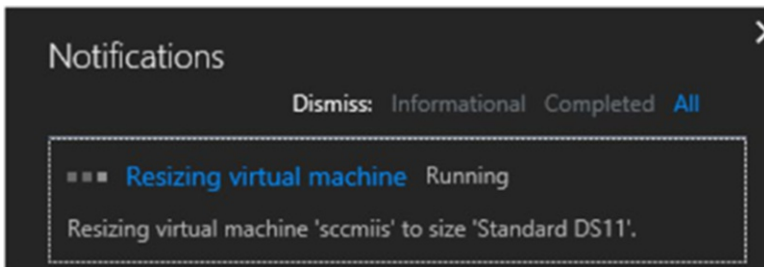 Notifications
Dismiss: Informational Completed All
Resizing virtual machine Running
Resizing virtual machine 'sccmiis' to size 'Standard DS11'.